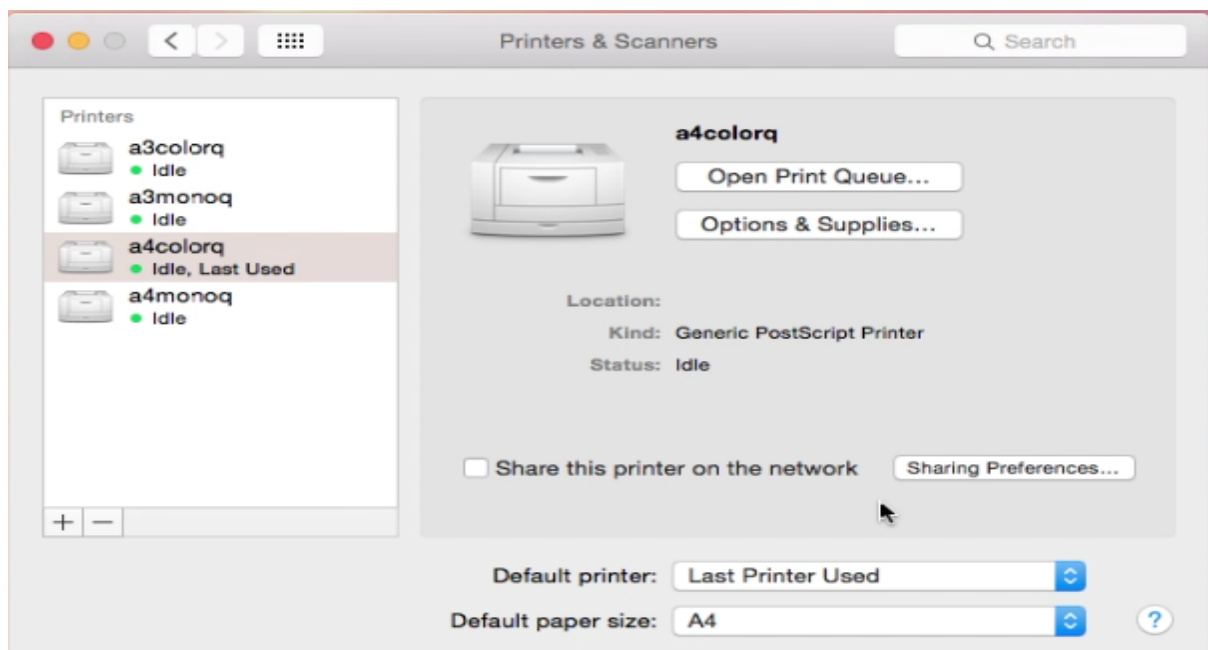 Printers & Scanners
Search
Printers
a3colorq
Idle
a3monoq
Idle
a4colorq
Idle, Last Used
a4monoq
Idle
+ −
a4colorq
Open Print Queue...
Options & Supplies...
Location:
Kind: Generic PostScript Printer
Status: Idle
Share this printer on the network
Sharing Preferences...
Default printer: Last Printer Used
Default paper size: A4
?